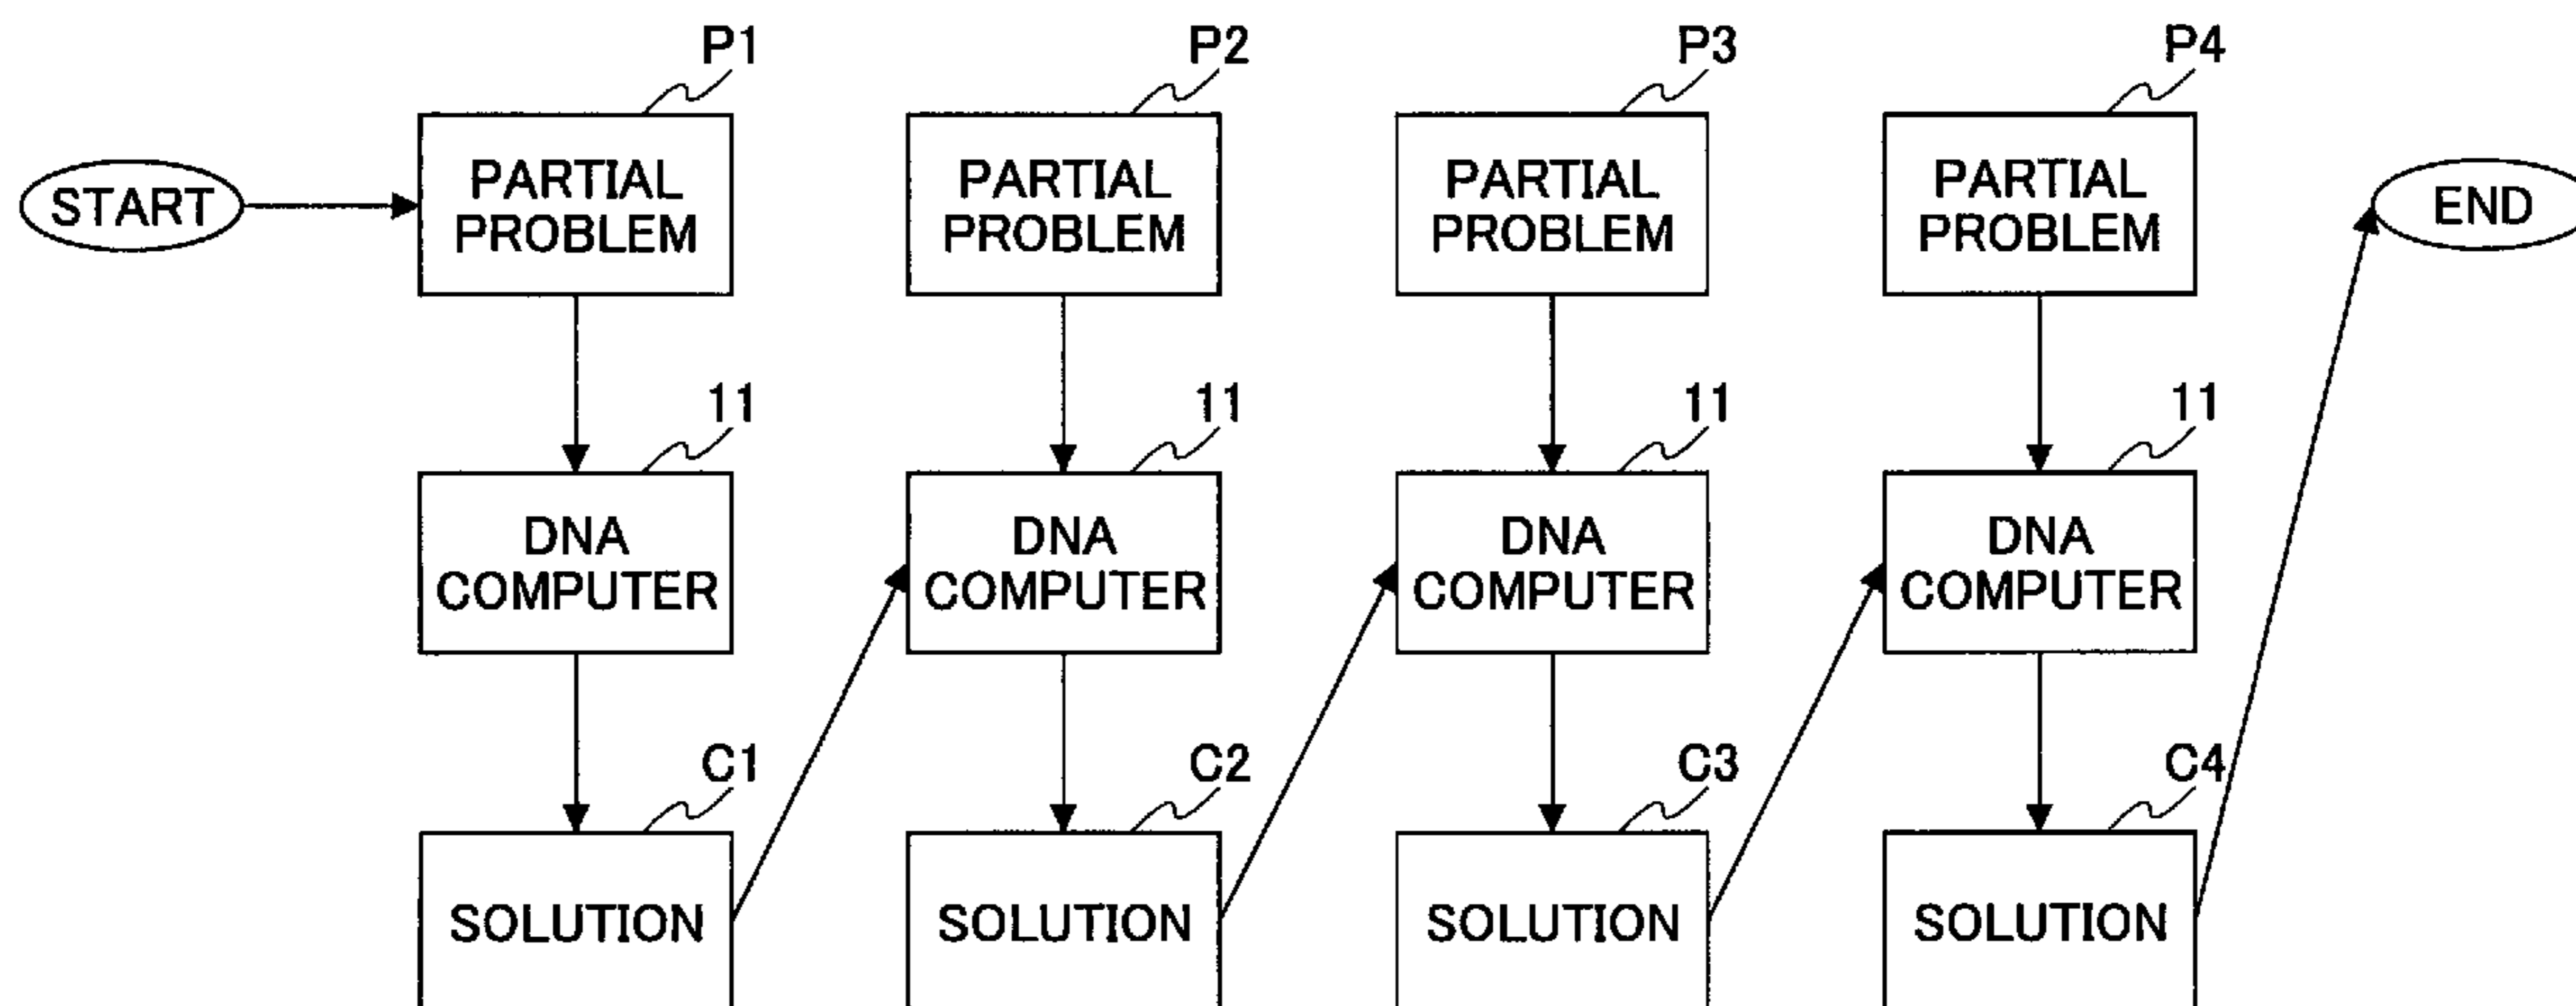 P1
P2
P3
P4
START
PARTIAL
PROBLEM
PARTIAL
PROBLEM
PARTIAL
PROBLEM
PARTIAL
PROBLEM
END
11
11
11
11
DNA
COMPUTER
DNA
COMPUTER
DNA
COMPUTER
DNA
COMPUTER
C1
C2
C3
C4
SOLUTION
SOLUTION
SOLUTION
SOLUTION